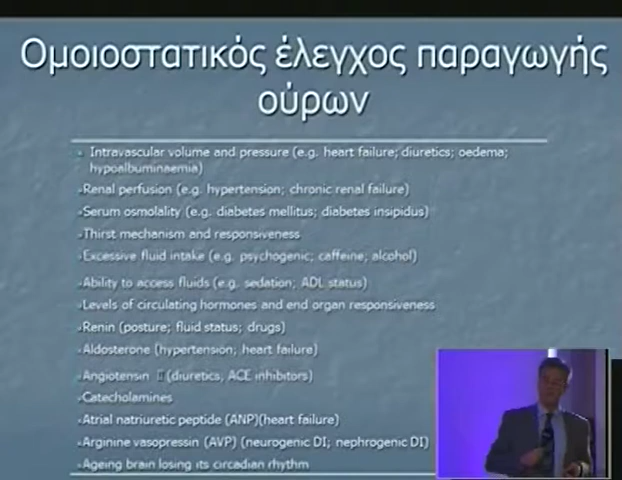 Ομοιοστατικός έλεγχος παραγωγής
ούρων
Intravascular volume and pressure (e.g. heart failure; diuretics; oedema;
hypoalbuminaemia)
Renal perfusion (e.g. hypertension; chronic renal failure)
Serum osmolality (e.g. diabetes mellitus; diabetes insipidus)
Thirst mechanism and responsiveness
Excessive fluid intake (e.g. psychogenic; caffeine; alcohol)
Ability to access fluids (e.g. sedation; ADL status)
Levels of circulating hormones and end organ responsiveness
Renin (posture; fluid status; drugs)
Aldosterone (hypertension; heart failure)
Angiotensin (diuretics, ACE inhibitors)
Catecholamines
Atrial natriuretic peptide (ANP)(heart failure)
Arginine vasopressin (AVP) (neurogenic DI; nephrogenic DI)
Ageing brain losing its circadian rhythm